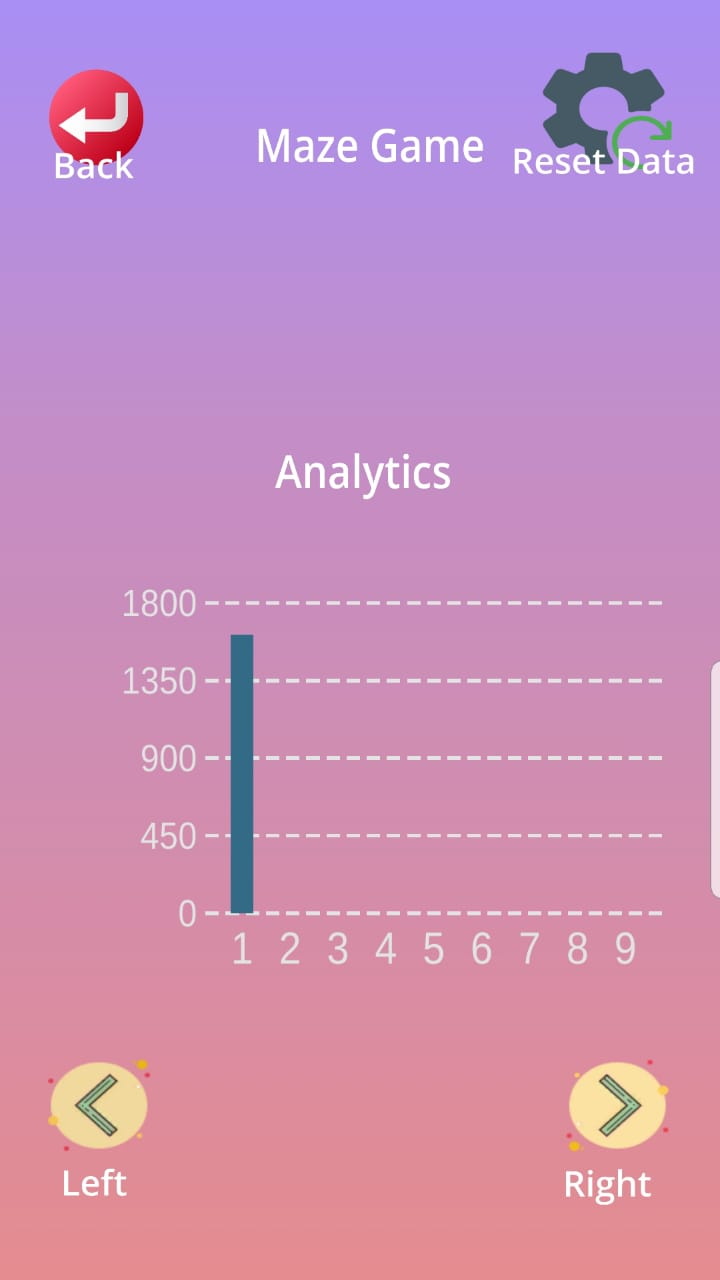 Back
Maze Game
Reset Data
Analytics
1800
1350
900
450
0
1 2 3 4 5 6 7 8 9
Left
Right